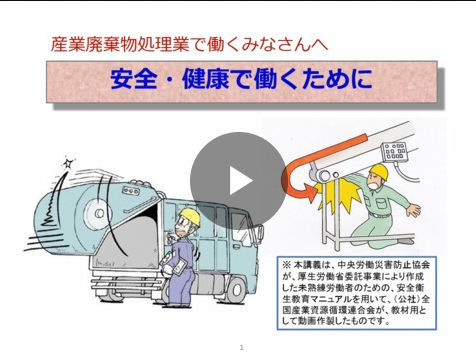 産業廃棄物処理業で働くみなさんへ
安全・健康で働くために
※ 本講義は、中央労働災害防止協会
が、厚生労働省委託事業により作成
した未熟練労働者のための、安全衛
生教育マニュアルを用いて、（公社）全
国産業資源循環連合会が、教材用と
して動画作製したものです。
1